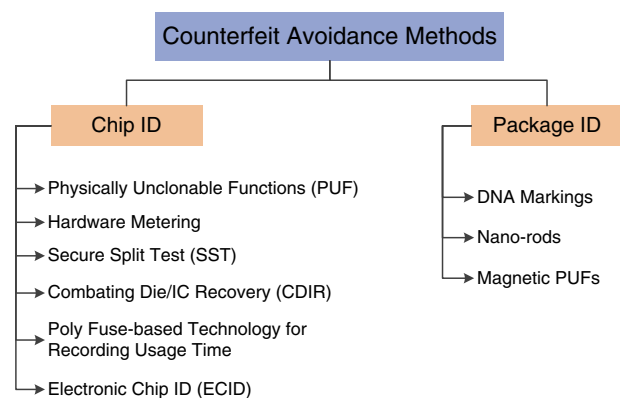 Counterfeit Avoidance Methods
Chip ID
Physically Unclonable Functions (PUF)
Hardware Metering
Secure Split Test (SST)
Combating Die/IC Recovery (CDIR)
Poly Fuse-based Technology for
Recording Usage Time
Electronic Chip ID (ECID)
Package ID
DNA Markings
Nano-rods
Magnetic PUFs